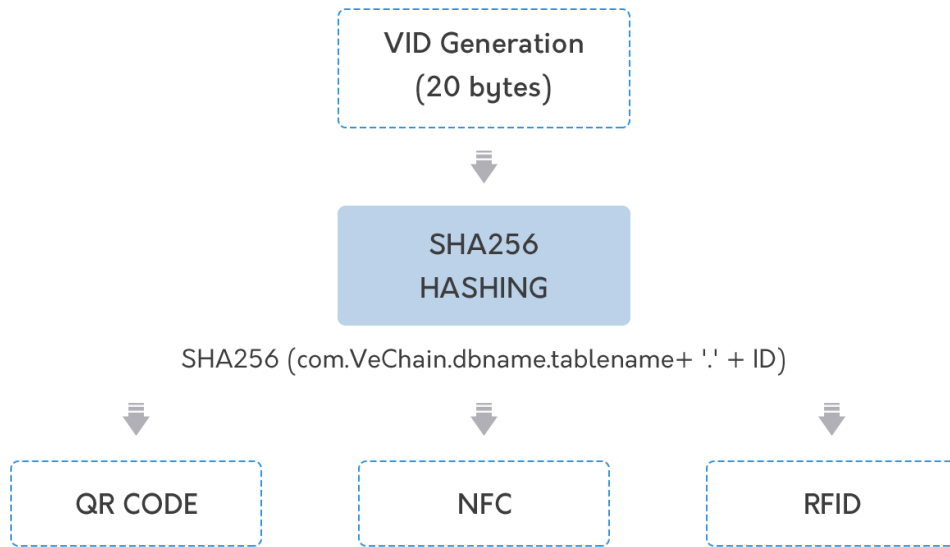 VID Generation
(20 bytes)
SHA256
HASHING
SHA256 (com.VeChain.dbname.tablename+ '.' + ID)
QR CODE
NFC
RFID